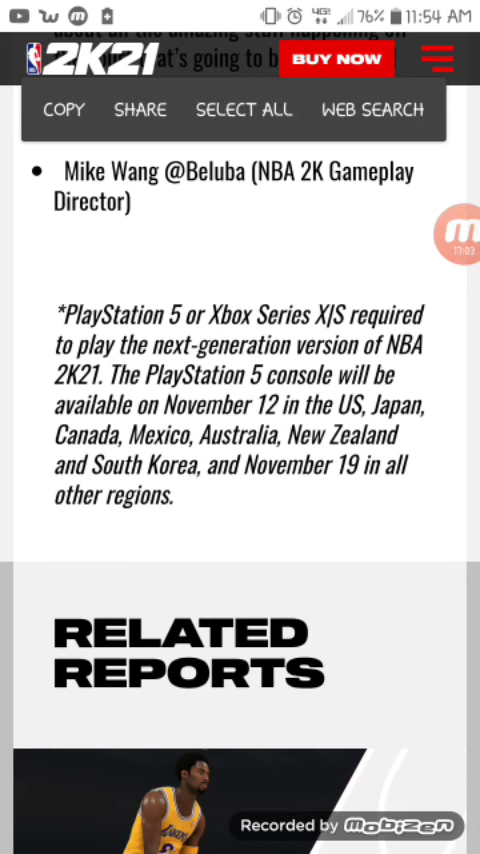 4G
76%
11:54 AM
about all the amazing stuff happening on
2K21
BUY NOW
COPY
SHARE
SELECT ALL
WEB SEARCH
• Mike Wang @Beluba (NBA 2K Gameplay
Director)
17:03
*PlayStation 5 or Xbox Series X|S required
to play the next-generation version of NBA
2K21. The PlayStation 5 console will be
available on November 12 in the US, Japan,
Canada, Mexico, Australia, New Zealand
and South Korea, and November 19 in all
other regions.
RELATED
REPORTS
LAKERS
Recorded by mobizen